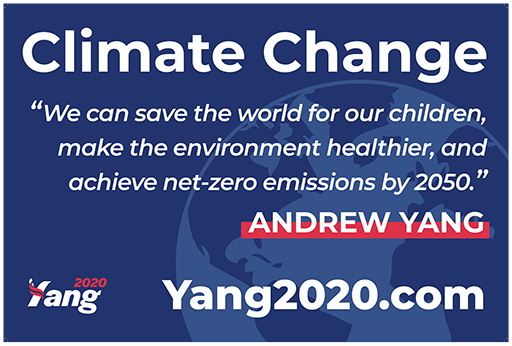 Climate Change
“We can save the world for our children,
make the environment healthier, and
achieve net-zero emissions by 2050.”
ANDREW YANG
2020
Yang
Yang2020.com